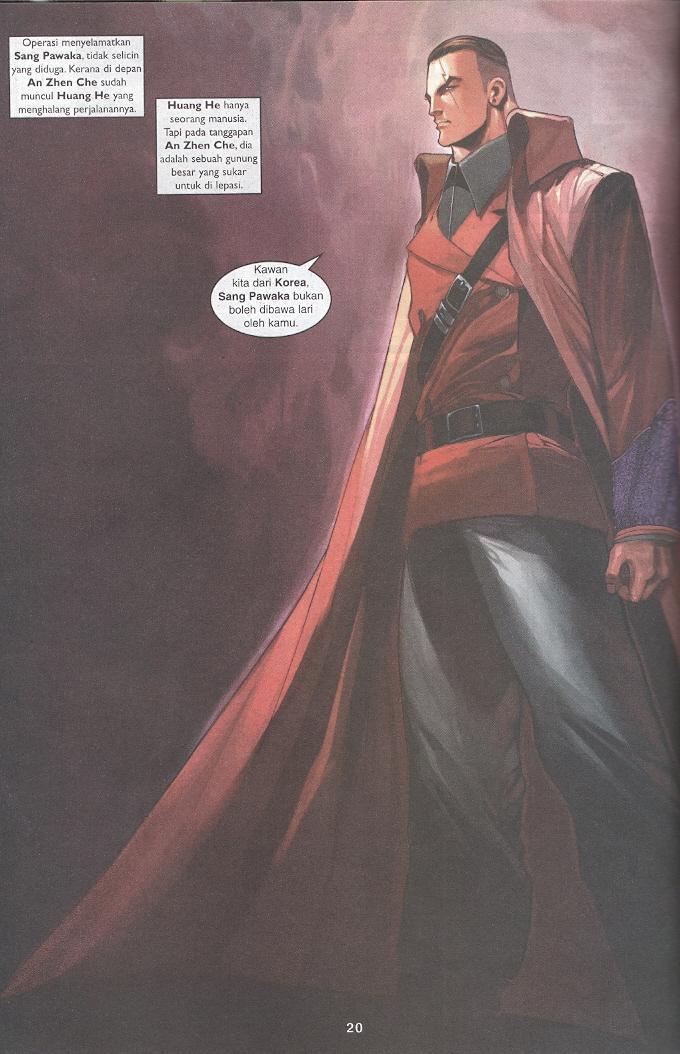 Operasi menyelamatkan
Sang Pawaka, tidak selicin
yang diduga. Kerana di depan
An Zhen Che sudah
muncul Huang He yang
menghalang perjalanannya.
Huang He hanya
seorang manusia.
Tapi pada tanggapan
An Zhen Che, dia
adalah sebuah gunung
besar yang sukar
untuk di lepasi.
Kawan
kita dari Korea,
Sang Pawaka bukan
boleh dibawa lari
oleh kamu.
20